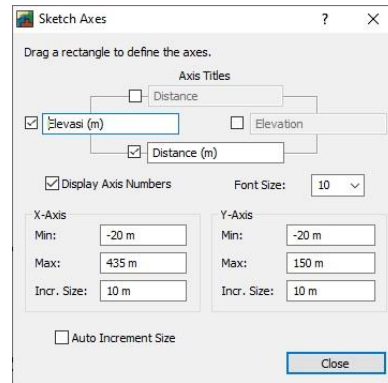 Sketch Axes ? ×
Drag a rectangle to define the axes.
Axis Titles
Distance
Elevasi (m) Elevation
Distance (m)
Display Axis Numbers Font Size: 10
X-Axis Y-Axis
Min: -20 m Min: -20 m
Max: 435 m Max: 150 m
Incr. Size: 10 m Incr. Size: 10 m
Auto Increment Size
Close